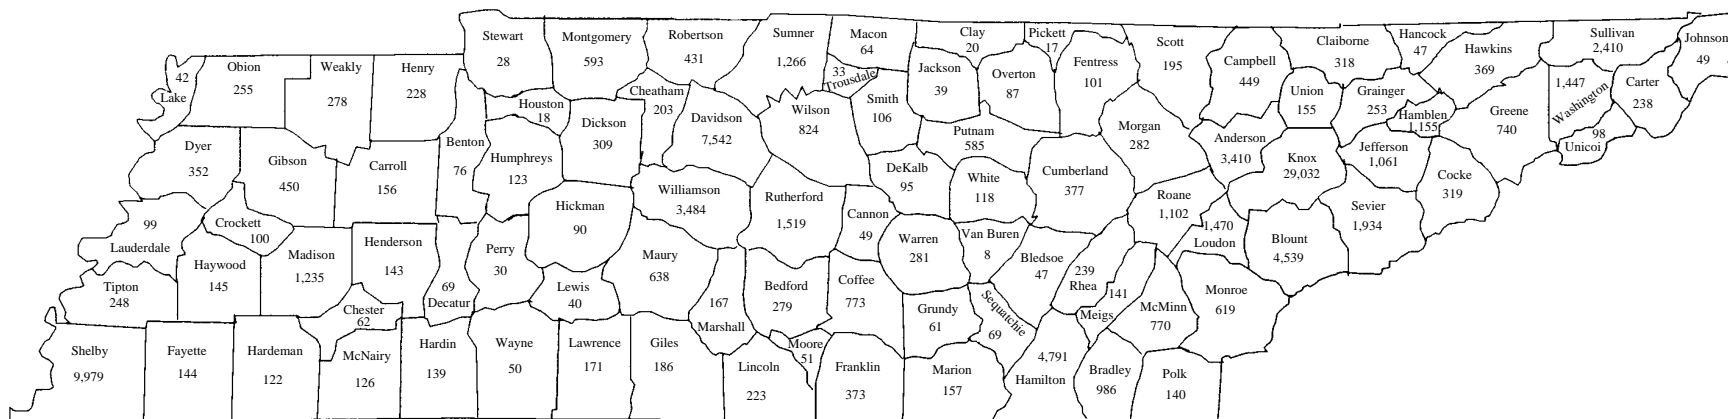 Stewart
28
Montgomery
593
Robertson
431
Sumner
1,266
Macon
64
Clay
20
Pickett
17
Fentress
101
Scott
195
Campbell
449
Claiborne
318
Hancock
47
Hawkins
369
Sullivan
2,410
Johnson
49
42
Lake
Obion
255
Weakly
278
Henry
228
Houston
18
Cheatham
203
33
Trousdale
Jackson
39
Overton
87
Union
155
Grainger
253
Hamblen
1,155
Greene
740
1,447
Washington
Carter
238
98
Unicoi
Dyer
352
Gibson
450
Carroll
156
Benton
76
Humphreys
123
Dickson
309
Davidson
7,542
Wilson
824
Smith
106
Putnam
585
Morgan
282
Anderson
3,410
Knox
29,032
Jefferson
1,061
Cocke
319
99
Lauderdale
Crockett
100
Hickman
90
Williamson
3,484
Rutherford
1,519
DeKalb
95
White
118
Cumberland
377
Roane
1,102
1,470
Loudon
Blount
4,539
Sevier
1,934
Tipton
248
Haywood
145
Madison
1,235
Henderson
143
69
Decatur
Perry
30
Lewis
40
Maury
638
Cannon
49
Warren
281
Van Buren
8
Bledsoe
47
239
Rhea
141
Meigs
McMinn
770
Monroe
619
Chester
62
167
Marshall
Bedford
279
Coffee
773
Grundy
61
Sequatchie
69
Shelby
9,979
Fayette
144
Hardeman
122
McNairy
126
Hardin
139
Wayne
50
Lawrence
171
Giles
186
Lincoln
223
Moore
51
Franklin
373
Marion
157
4,791
Hamilton
Bradley
986
Polk
140